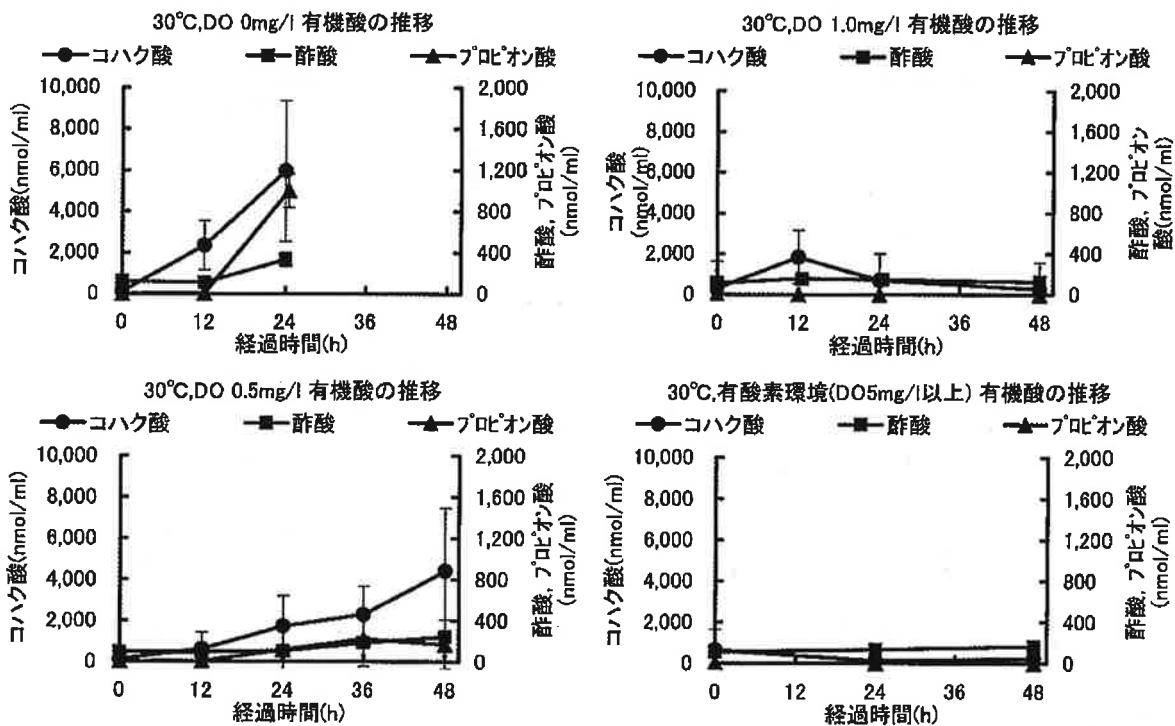 30℃,DO 0mg/l 有機酸の推移
コハク酸 酢酸 プロピオン酸
10,000
8,000
6,000
4,000
2,000
0
コハク酸(nmol/ml)
2,000
1,600
1,200
800
400
0
酢酸, プロピオン酸
(nmol/ml)
0 12 24 36 48
経過時間(h)
30℃,DO 1.0mg/l 有機酸の推移
コハク酸 酢酸 プロピオン酸
10,000
8,000
6,000
4,000
2,000
0
コハク酸
(nmol/ml)
2,000
1,600
1,200
800
400
0
酢酸, プロピオン
酸(nmol/ml)
0 12 24 36 48
経過時間(h)
30℃,DO 0.5mg/l 有機酸の推移
コハク酸 酢酸 プロピオン酸
10,000
8,000
6,000
4,000
2,000
0
コハク酸(nmol/ml)
2,000
1,600
1,200
800
400
0
酢酸, プロピオン酸
(nmol/ml)
0 12 24 36 48
経過時間(h)
30℃,有酸素環境(DO5mg/l以上) 有機酸の推移
コハク酸 酢酸 プロピオン酸
10,000
8,000
6,000
4,000
2,000
0
コハク酸(nmol/ml)
2,000
1,600
1,200
800
400
0
酢酸, プロピオン酸
(nmol/ml)
0 12 24 36 48
経過時間(h)